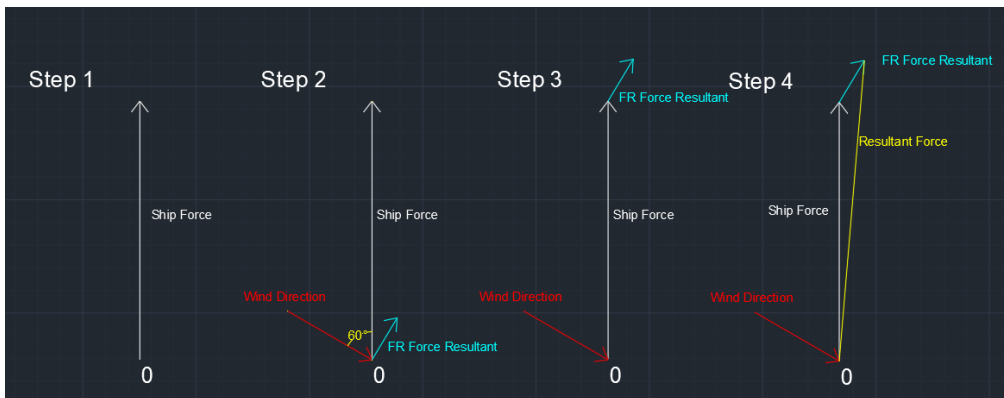 Step 1
Ship Force
0
Step 2
Ship Force
Wind Direction
60°
FR Force Resultant
0
Step 3
FR Force Resultant
Ship Force
Wind Direction
0
Step 4
FR Force Resultant
Resultant Force
Ship Force
Wind Direction
0